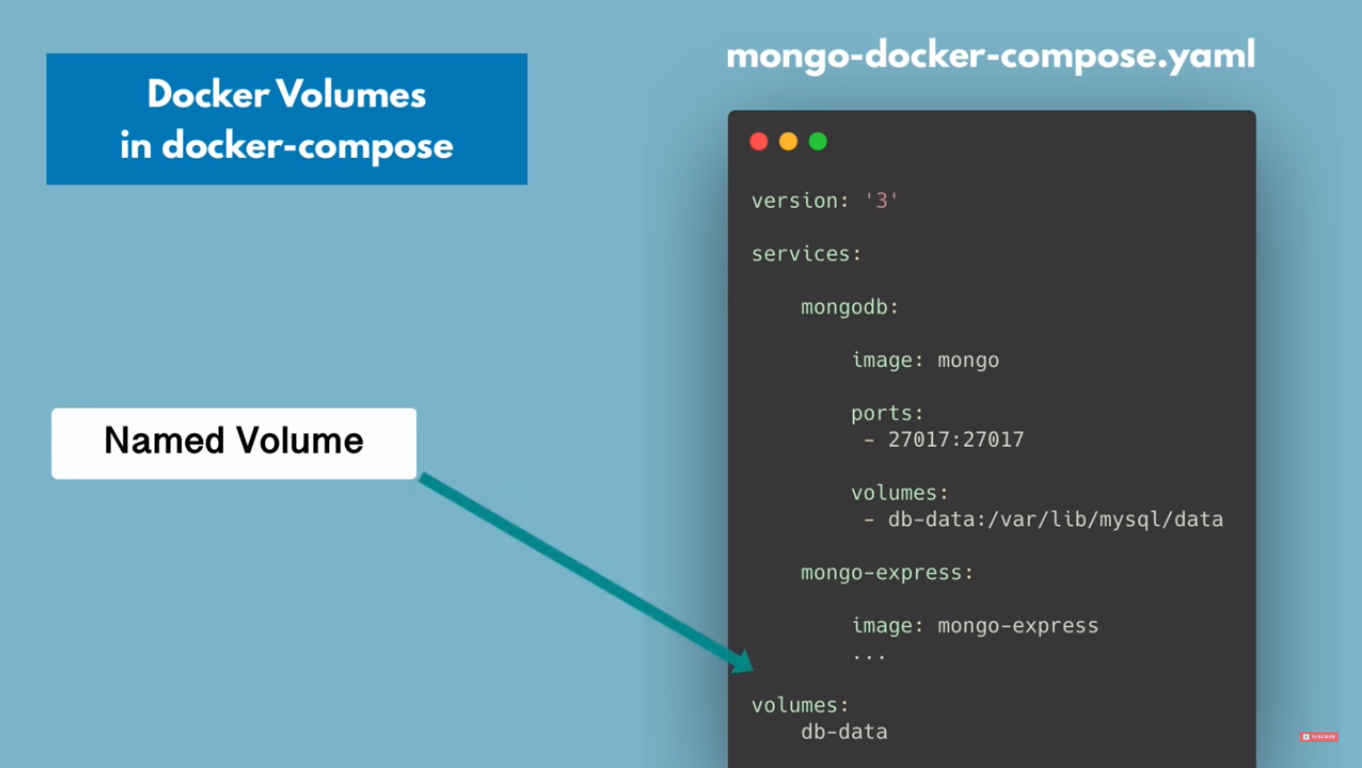 Docker Volumes
in docker-compose
Named Volume
mongo-docker-compose.yaml
version: '3'
services:
mongodb:
image: mongo
ports:
- 27017:27017
volumes:
- db-data:/var/lib/mysql/data
mongo-express:
image: mongo-express
...
volumes:
db-data
SUBSCRIBE